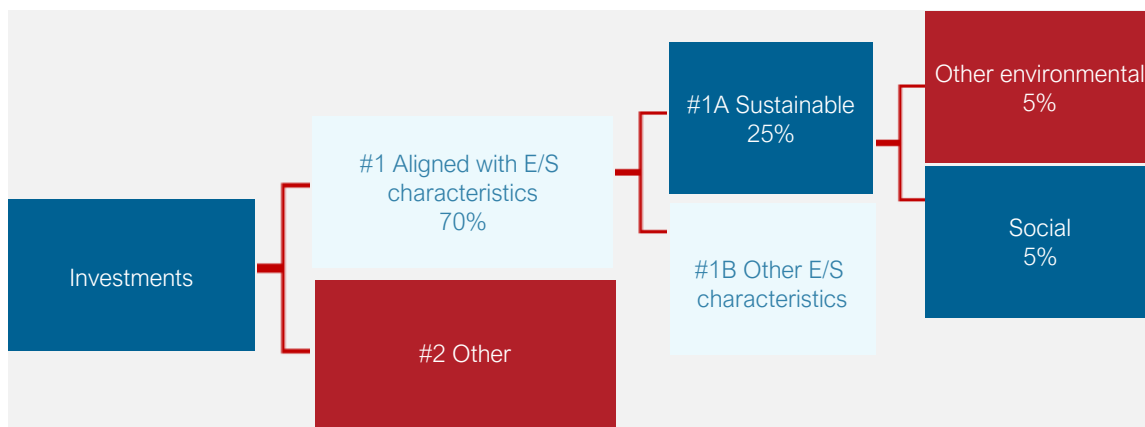 Investments
#1 Aligned with E/S
characteristics
70%
#2 Other
#1A Sustainable
25%
#1B Other E/S
characteristics
Other environmental
5%
Social
5%